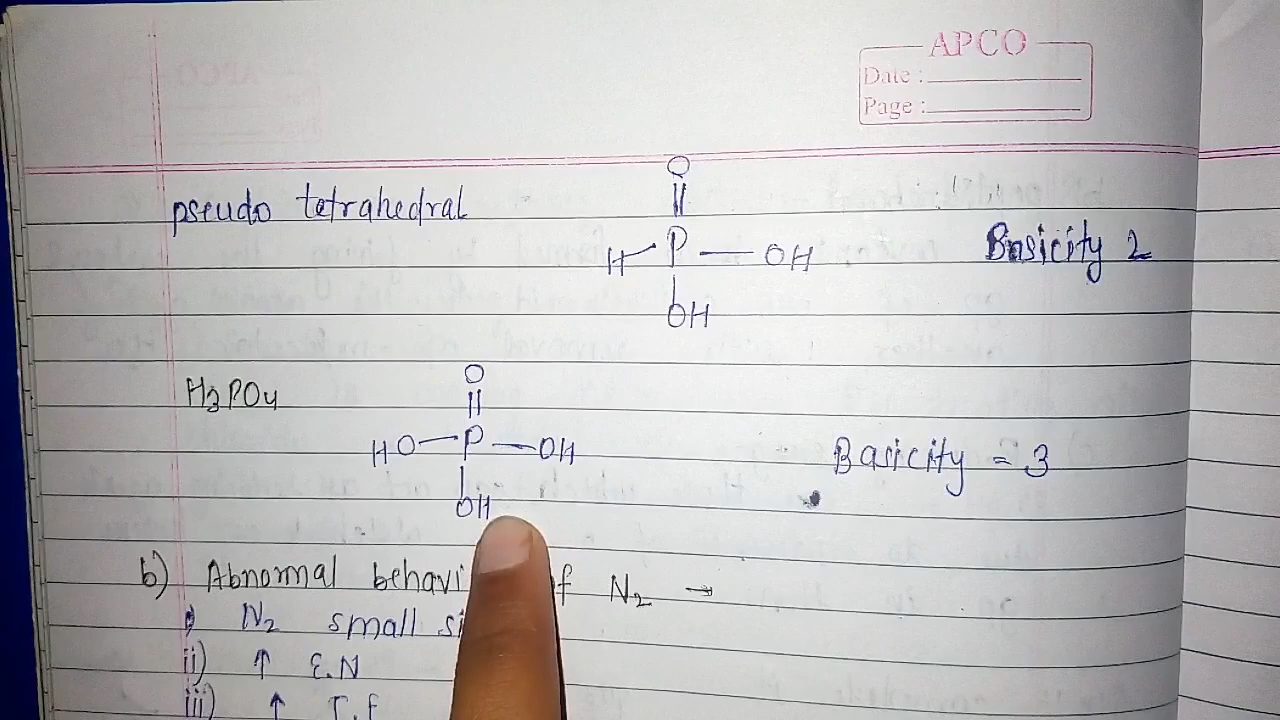 APCO
Date :
Page :
O
||
pseudo tetrahedral H P OH Basicity 2
OH
H3PO4
O
||
HO P OH Basicity = 3
OH
b) Abnormal behavi f N2 →
i) N2 small si
ii) ↑ E.N
iii) ↑ I.E